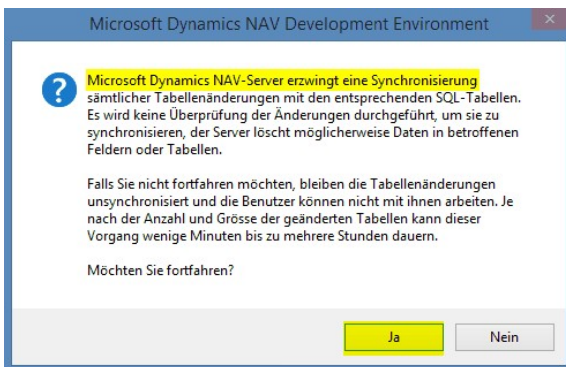 Microsoft Dynamics NAV Development Environment
Microsoft Dynamics NAV-Server erzwingt eine Synchronisierung
sämtlicher Tabellenänderungen mit den entsprechenden SQL-Tabellen.
Es wird keine Überprüfung der Änderungen durchgeführt, um sie zu
synchronisieren, der Server löscht möglicherweise Daten in betroffenen
Feldern oder Tabellen.
Falls Sie nicht fortfahren möchten, bleiben die Tabellenänderungen
unsynchronisiert und die Benutzer können nicht mit ihnen arbeiten. Je
nach der Anzahl und Grösse der geänderten Tabellen kann dieser
Vorgang wenige Minuten bis zu mehrere Stunden dauern.
Möchten Sie fortfahren?
Ja
Nein